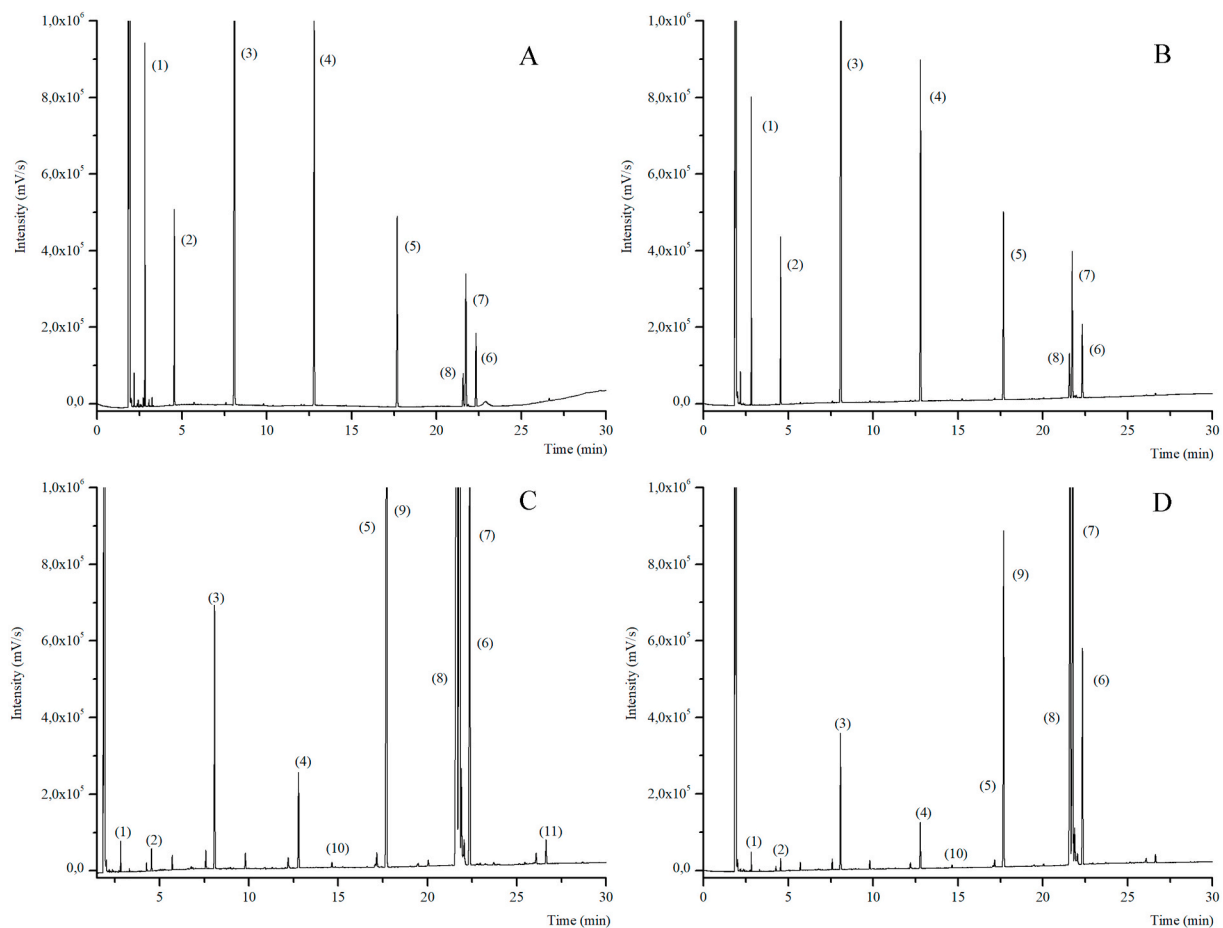 1,0x10⁶
8,0x10⁵
6,0x10⁵
4,0x10⁵
2,0x10⁵
0,0
Intensity (mV/s)
0 5 10 15 20 25 30
Time (min)
A
(1)
(2)
(3)
(4)
(5)
(8)
(7)
(6)
1,0x10⁶
8,0x10⁵
6,0x10⁵
4,0x10⁵
2,0x10⁵
0,0
Intensity (mV/s)
0 5 10 15 20 25 30
Time (min)
B
(1)
(2)
(3)
(4)
(5)
(8)
(7)
(6)
1,0x10⁶
8,0x10⁵
6,0x10⁵
4,0x10⁵
2,0x10⁵
0,0
Intensity (mV/s)
5 10 15 20 25 30
Time (min)
C
(1)
(2)
(3)
(4)
(10)
(5)
(9)
(8)
(7)
(6)
(11)
1,0x10⁶
8,0x10⁵
6,0x10⁵
4,0x10⁵
2,0x10⁵
0,0
Intensity (mV/s)
0 5 10 15 20 25 30
Time (min)
D
(1)
(2)
(3)
(4)
(10)
(5)
(9)
(8)
(7)
(6)